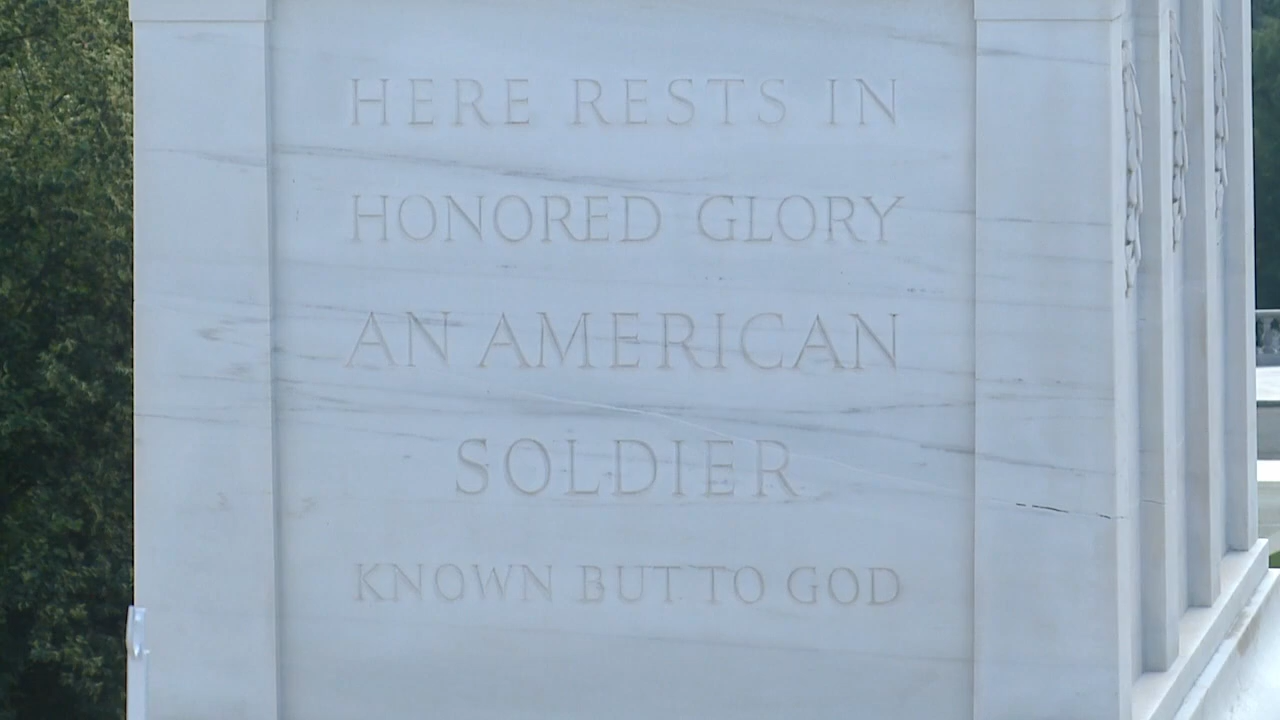 HERE RESTS IN
HONORED GLORY
AN AMERICAN
SOLDIER
KNOWN BUT TO GOD